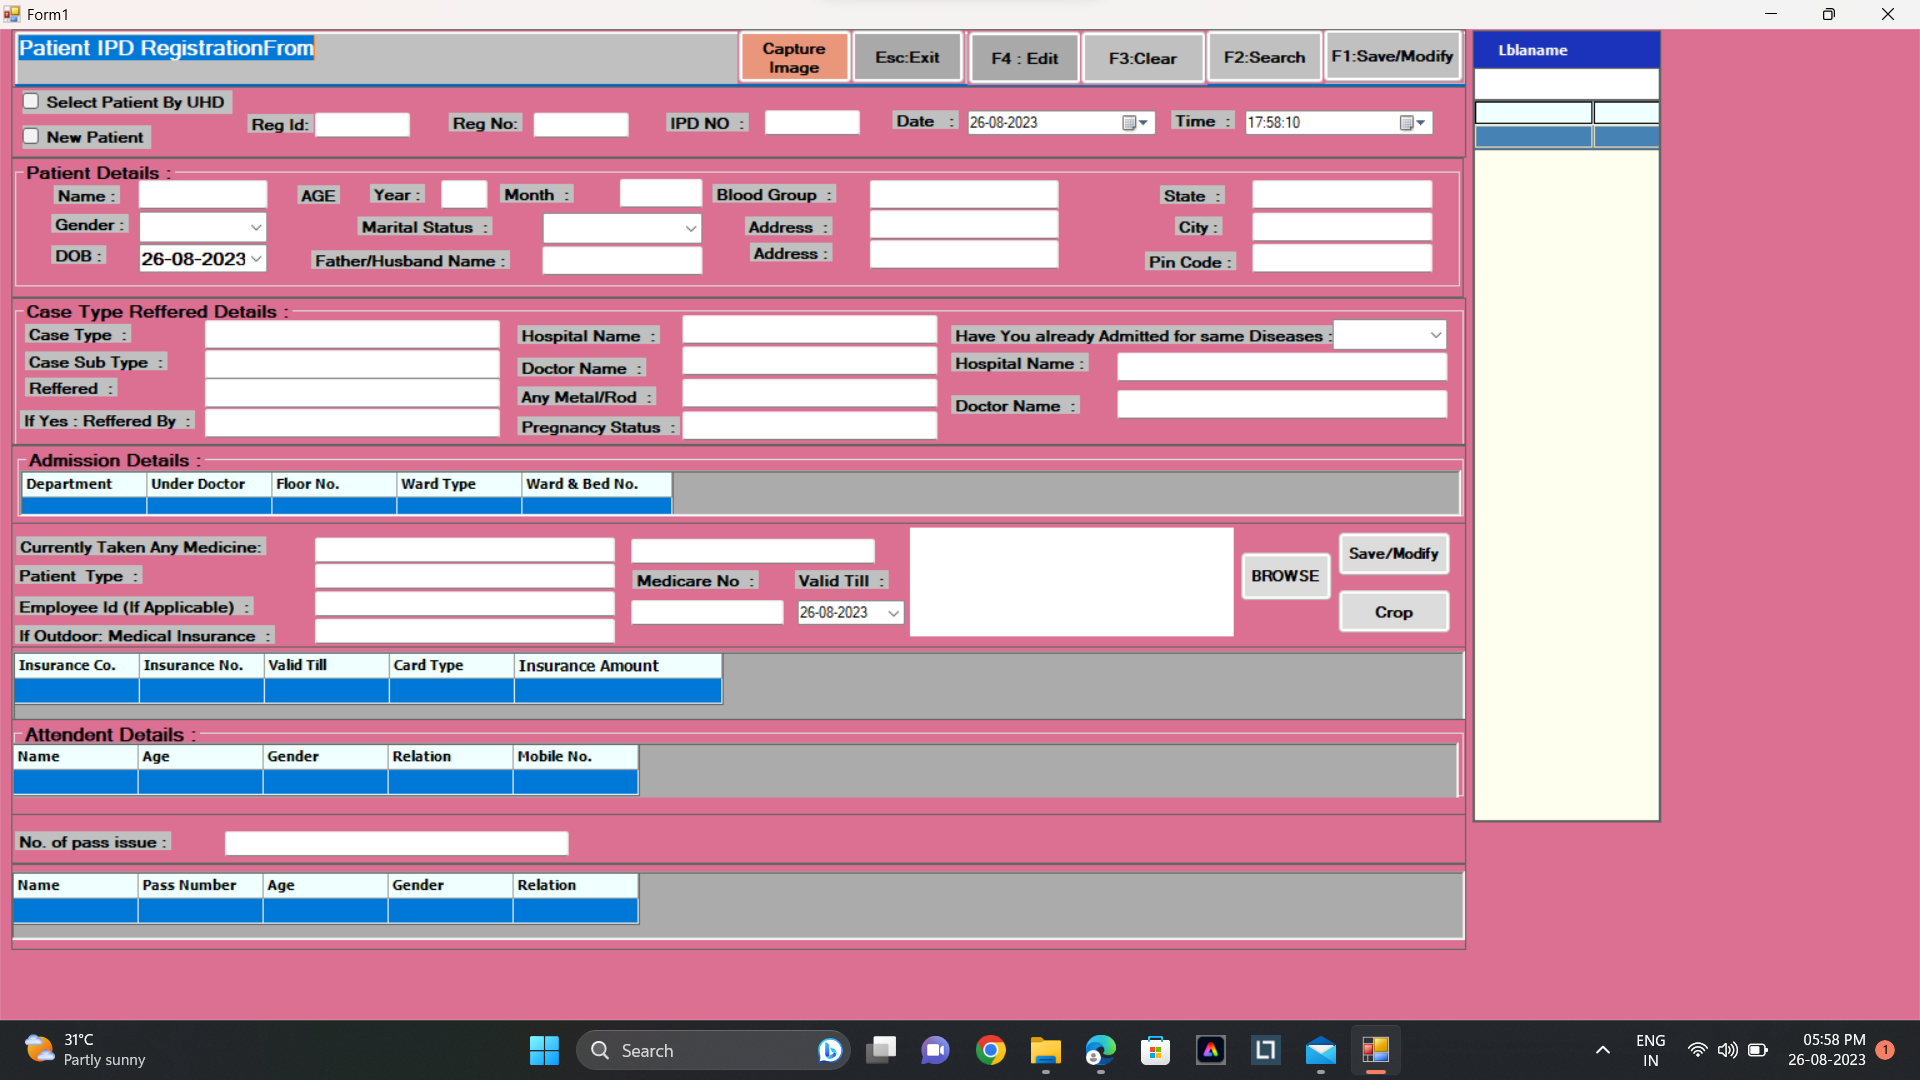 Form1
Patient IPD RegistrationFrom
Capture Image
Esc:Exit
F4 : Edit
F3:Clear
F2:Search
F1:Save/Modify
Lblaname
Select Patient By UHD
New Patient
Reg Id:
Reg No:
IPD NO :
Date : 26-08-2023
Time : 17:58:10
Patient Details :
Name :
AGE
Year :
Month :
Blood Group :
State :
Gender :
Marital Status :
Address :
City :
DOB : 26-08-2023
Father/Husband Name :
Address :
Pin Code :
Case Type Reffered Details :
Case Type :
Hospital Name :
Have You already Admitted for same Diseases :
Case Sub Type :
Doctor Name :
Hospital Name :
Reffered :
Any Metal/Rod :
Doctor Name :
If Yes : Reffered By :
Pregnancy Status :
Admission Details :
Department Under Doctor Floor No. Ward Type Ward & Bed No.
Currently Taken Any Medicine:
Patient Type :
Medicare No :
Valid Till :
Employee Id (If Applicable) :
26-08-2023
If Outdoor: Medical Insurance :
BROWSE
Save/Modify
Crop
Insurance Co. Insurance No. Valid Till Card Type Insurance Amount
Attendent Details :
Name Age Gender Relation Mobile No.
No. of pass issue :
Name Pass Number Age Gender Relation
31°C
Partly sunny
Search
ENG
IN
05:58 PM
26-08-2023
1